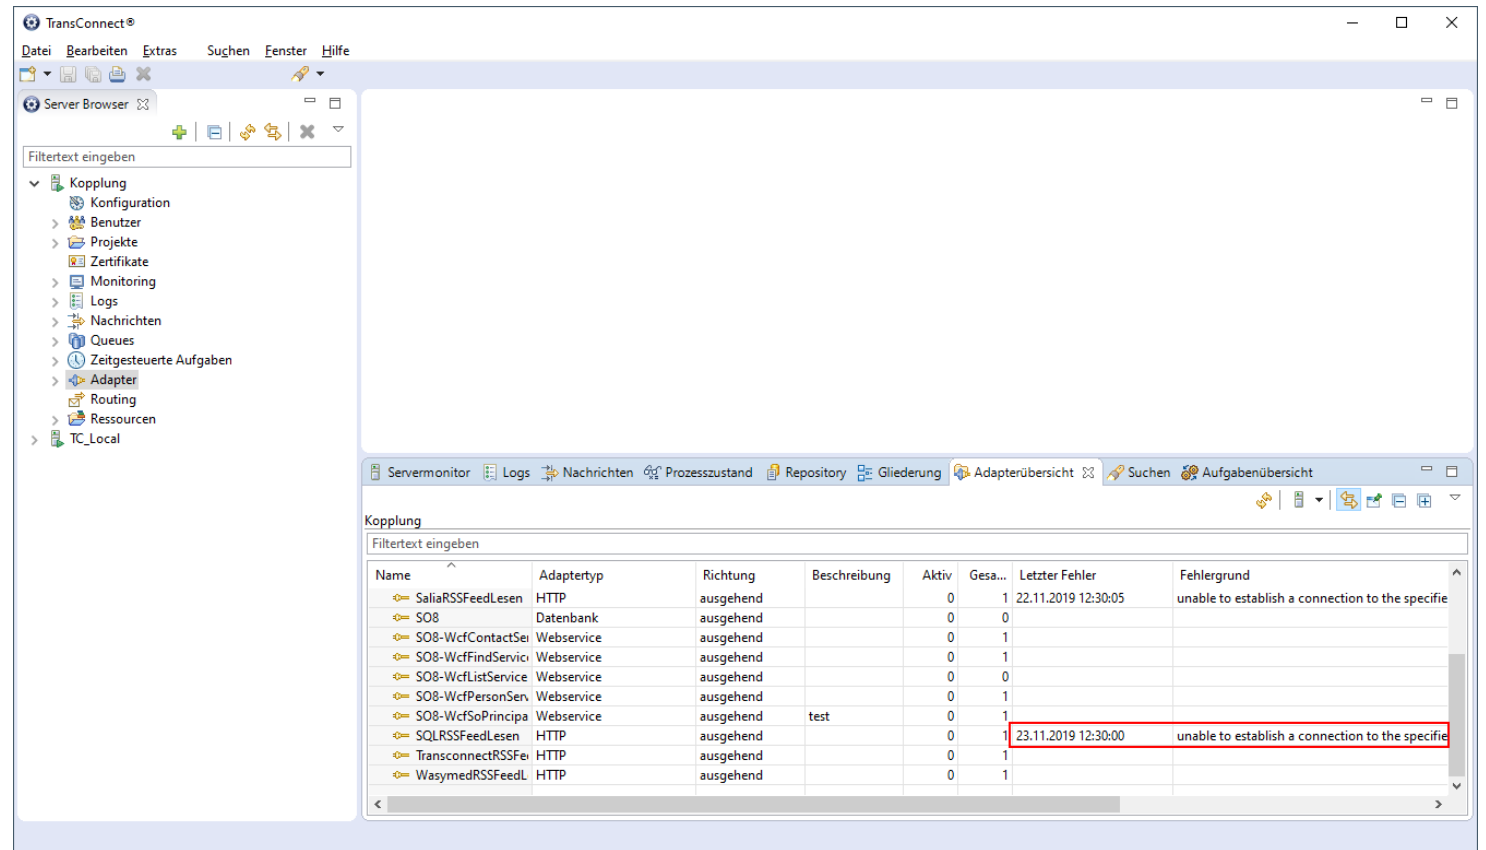 TransConnect®
Datei Bearbeiten Extras Suchen Fenster Hilfe
Server Browser
Filtertext eingeben
Kopplung
Konfiguration
Benutzer
Projekte
Zertifikate
Monitoring
Logs
Nachrichten
Queues
Zeitgesteuerte Aufgaben
Adapter
Routing
Ressourcen
TC_Local
Servermonitor Logs Nachrichten Prozesszustand Repository Gliederung Adapterübersicht Suchen Aufgabenübersicht
Kopplung
Filtertext eingeben
Name Adaptertyp Richtung Beschreibung Aktiv Gesa... Letzter Fehler Fehlergrund
SaliaRSSFeedLesen HTTP ausgehend 0 1 22.11.2019 12:30:05 unable to establish a connection to the specifie
SO8 Datenbank ausgehend 0 0
SO8-WcfContactSer Webservice ausgehend 0 1
SO8-WcfFindService Webservice ausgehend 0 1
SO8-WcfListService Webservice ausgehend 0 0
SO8-WcfPersonServ Webservice ausgehend 0 1
SO8-WcfSoPrincipa Webservice ausgehend test 0 1
SQLRSSFeedLesen HTTP ausgehend 0 1 23.11.2019 12:30:00 unable to establish a connection to the specifie
TransconnectRSSFee HTTP ausgehend 0 1
WasymedRSSFeedL HTTP ausgehend 0 1